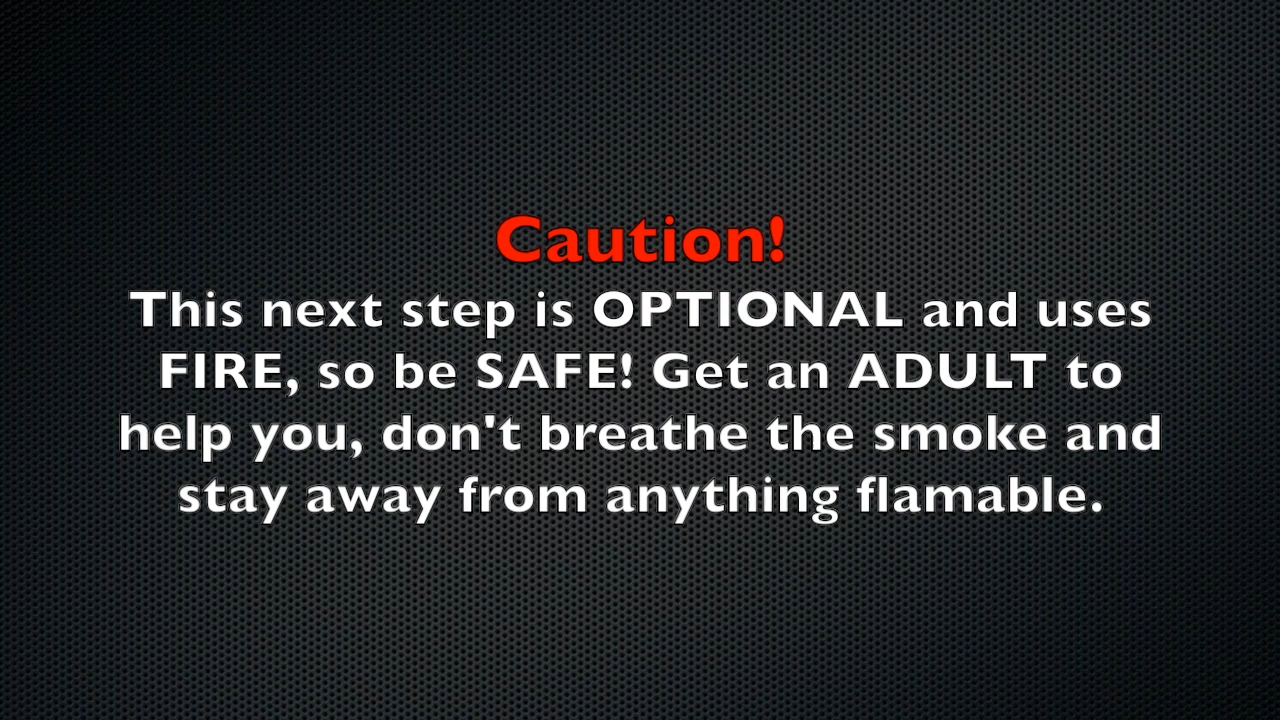 Caution!
This next step is OPTIONAL and uses
FIRE, so be SAFE! Get an ADULT to
help you, don't breathe the smoke and
stay away from anything flamable.